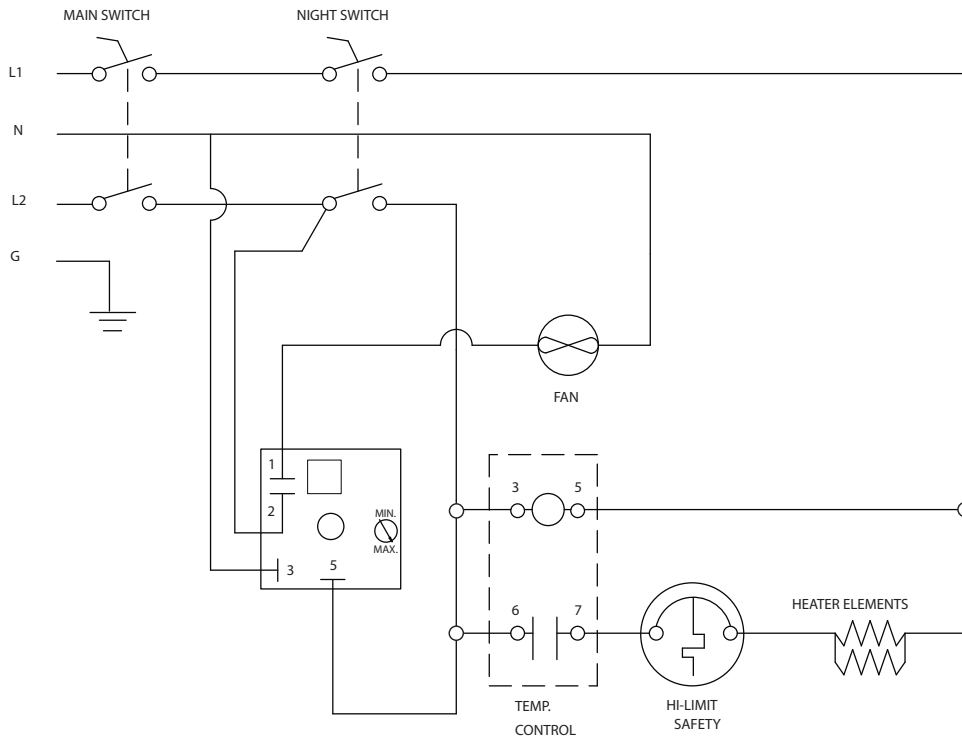 MAIN SWITCH
NIGHT SWITCH
L1
N
L2
G
FAN
1
2
MIN.
MAX.
3
5
3
5
6
7
HEATER ELEMENTS
TEMP.
CONTROL
HI-LIMIT
SAFETY